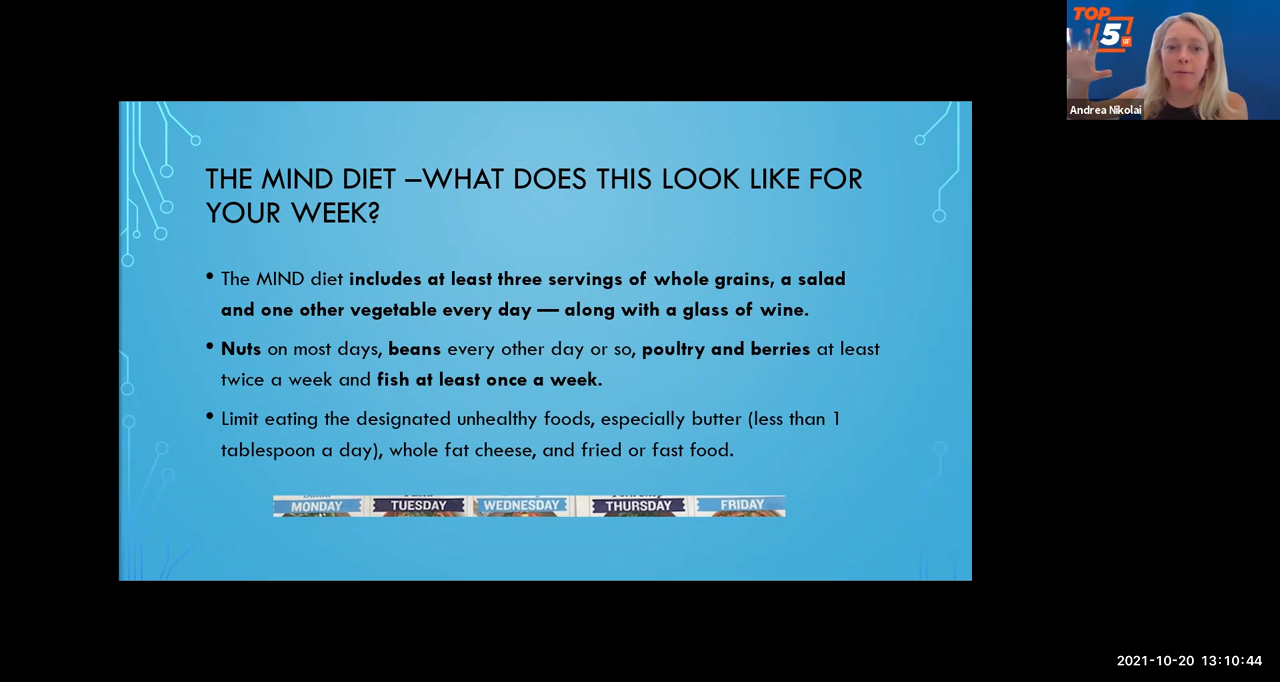 TOP
5
UF
Andrea Nikolai
THE MIND DIET –WHAT DOES THIS LOOK LIKE FOR
YOUR WEEK?
• The MIND diet includes at least three servings of whole grains, a salad
and one other vegetable every day — along with a glass of wine.
• Nuts on most days, beans every other day or so, poultry and berries at least
twice a week and fish at least once a week.
• Limit eating the designated unhealthy foods, especially butter (less than 1
tablespoon a day), whole fat cheese, and fried or fast food.
MONDAY TUESDAY WEDNESDAY THURSDAY FRIDAY
2021-10-20 13:10:44